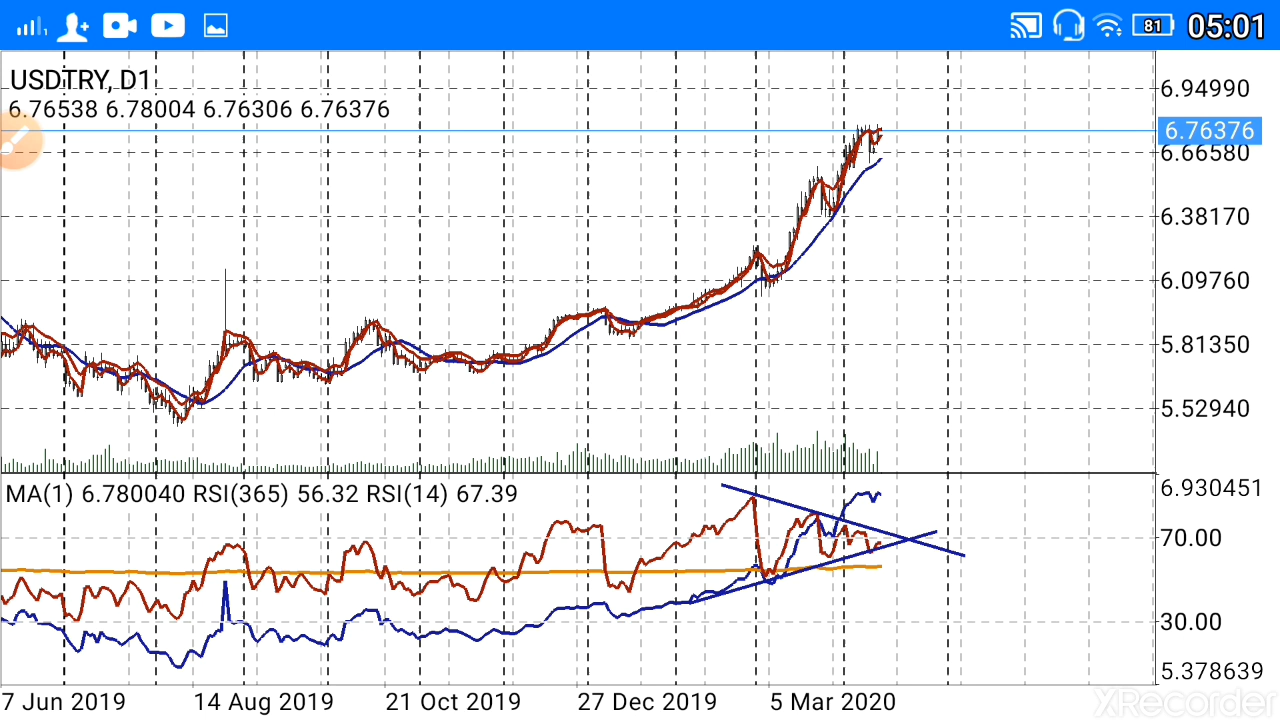 81 05:01
USDTRY, D1
6.76538 6.78004 6.76306 6.76376
6.94990
6.76376
6.66580
6.38170
6.09760
5.81350
5.52940
MA(1) 6.780040 RSI(365) 56.32 RSI(14) 67.39
6.930451
70.00
30.00
5.378639
7 Jun 2019 14 Aug 2019 21 Oct 2019 27 Dec 2019 5 Mar 2020
XRecorder